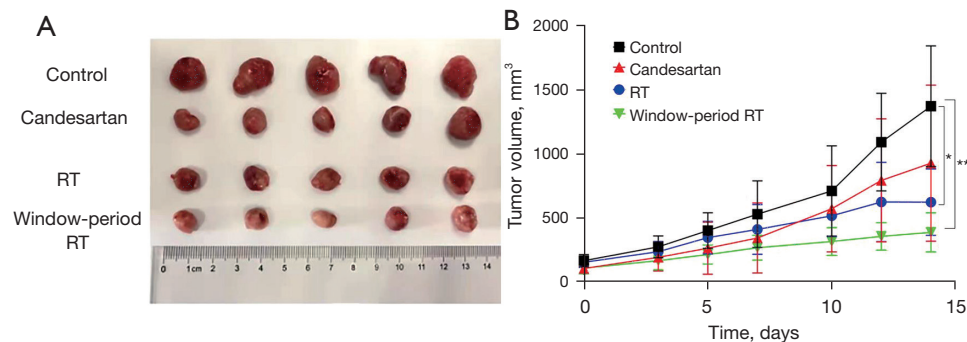 A
Control
Candesartan
RT
Window-period
RT
0 1cm 2 3 4 5 6 7 8 9 10 11 12 13 14
B
Tumor volume, mm³
2000
1500
1000
500
0
Control
Candesartan
RT
Window-period RT
*
**
0 5 10 15
Time, days